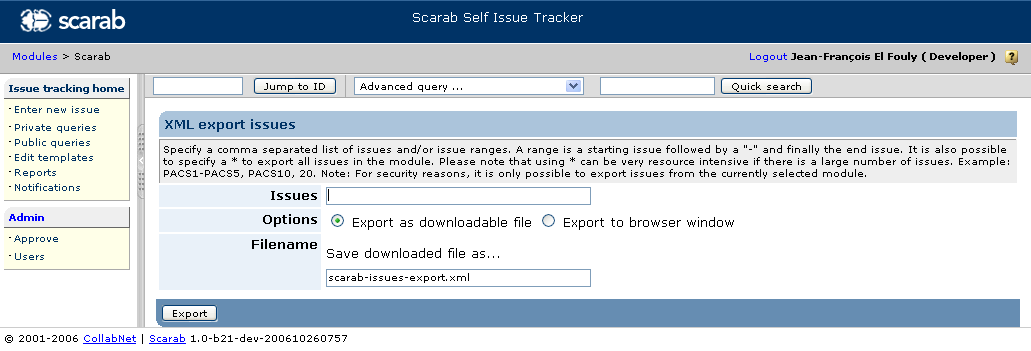 scarab
Scarab Self Issue Tracker
Modules > Scarab
Logout Jean-François El Fouly ( Developer ) ?
Issue tracking home
Enter new issue
Private queries
Public queries
Edit templates
Reports
Notifications
Admin
Approve
Users
Jump to ID
Advanced query ...
Quick search
XML export issues
Specify a comma separated list of issues and/or issue ranges. A range is a starting issue followed by a "-" and finally the end issue. It is also possible
to specify a * to export all issues in the module. Please note that using * can be very resource intensive if there is a large number of issues. Example:
PACS1-PACS5, PACS10, 20. Note: For security reasons, it is only possible to export issues from the currently selected module.
Issues
Options Export as downloadable file Export to browser window
Filename
Save downloaded file as...
scarab-issues-export.xml
Export
© 2001-2006 CollabNet | Scarab 1.0-b21-dev-200610260757